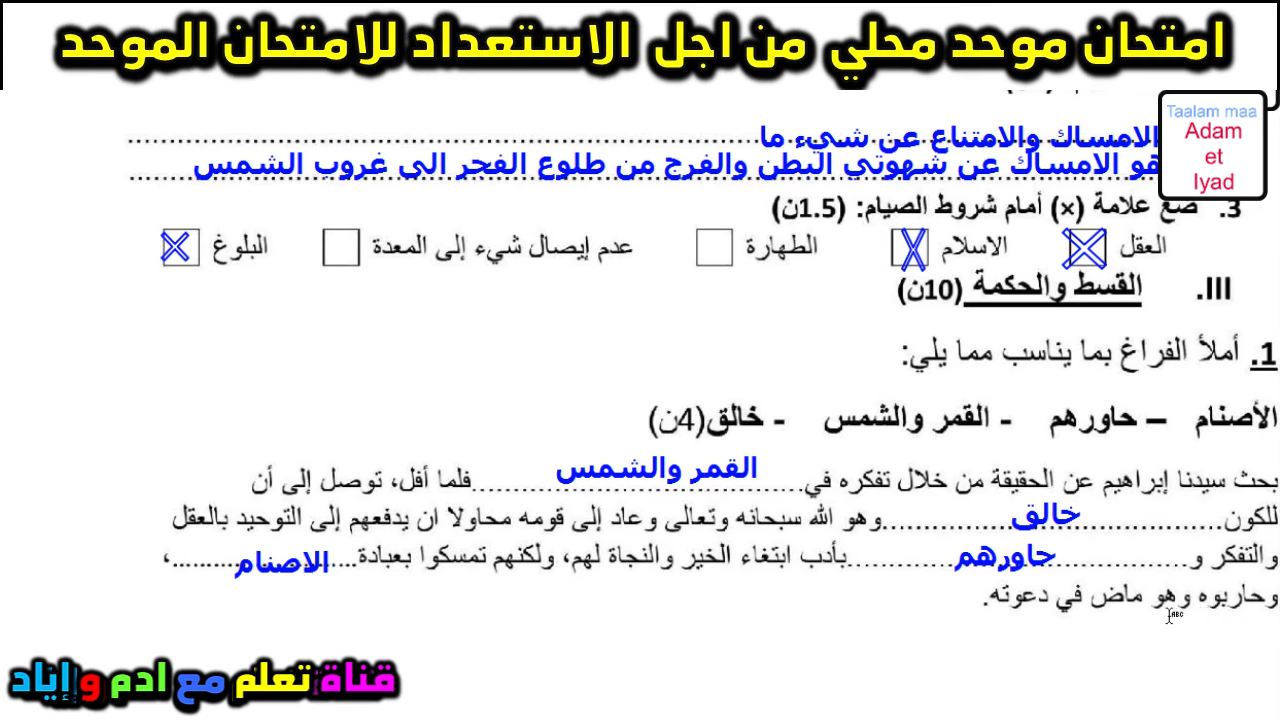 امتحان موحد محلي من اجل الاستعداد للامتحان الموحد
Taalam maa
Adam
et
Iyad
الامساك والامتناع عن شيء ما
هو الامساك عن شهوتي البطن والفرج من طلوع الفجر الى غروب الشمس
3. ضع علامة (×) أمام شروط الصيام: (1.5ن)
العقل الاسلام الطهارة عدم إيصال شيء إلى المعدة البلوغ
III. القسط والحكمة (10ن)
1. أملأ الفراغ بما يناسب مما يلي:
الأصنام – حاورهم - القمر والشمس - خالق(4ن)
بحث سيدنا إبراهيم عن الحقيقة من خلال تفكره في القمر والشمس فلما أفل، توصل إلى أن
للكون خالق وهو الله سبحانه وتعالى وعاد إلى قومه محاولا ان يدفعهم إلى التوحيد بالعقل
والتفكر و حاورهم بأدب ابتغاء الخير والنجاة لهم، ولكنهم تمسكوا بعبادة الاصنام ،
وحاربوه وهو ماض في دعوته.
قناة تعلم مع ادم وإياد